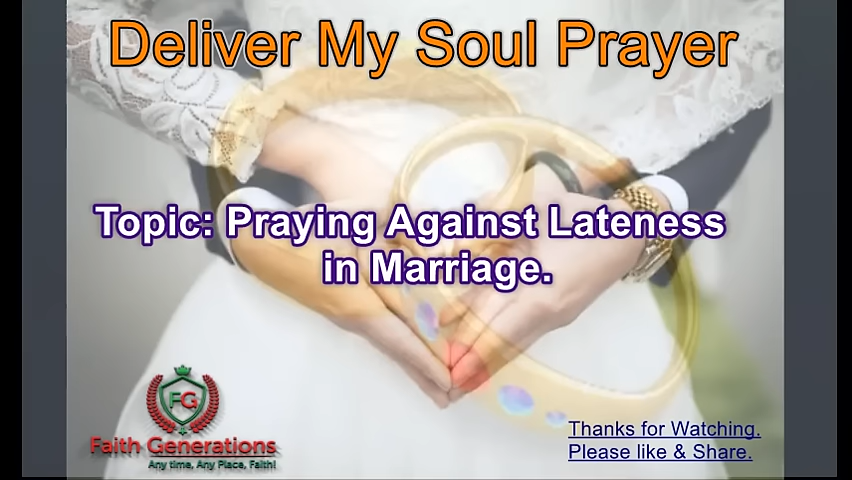 Deliver My Soul Prayer
Topic: Praying Against Lateness
in Marriage.
FG
Faith Generations
Any time, Any Place, Faith!
Thanks for Watching.
Please like & Share.